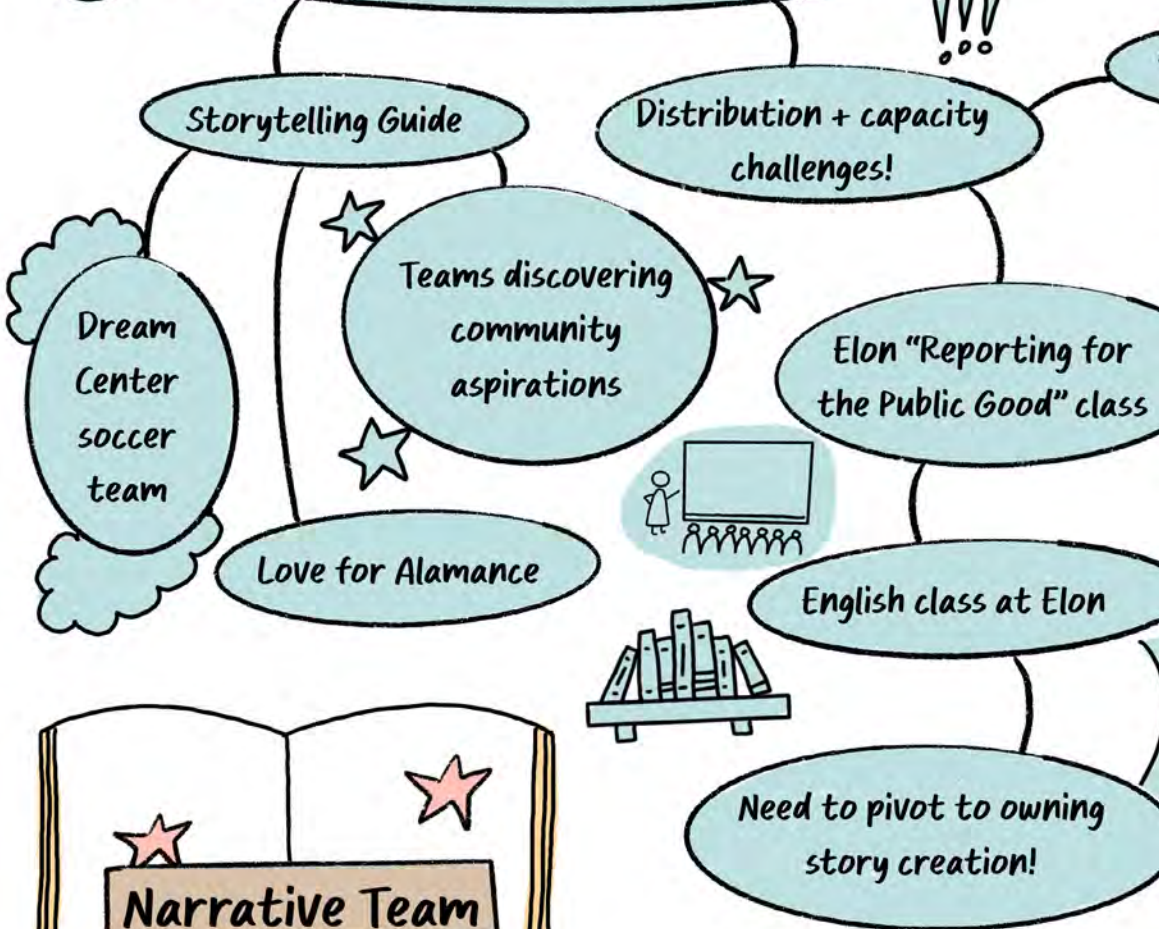 Storytelling Guide
Distribution + capacity
challenges!
Teams discovering
community
aspirations
Dream
Center
soccer
team
Elon “Reporting for
the Public Good” class
Love for Alamance
English class at Elon
Need to pivot to owning
story creation!
Narrative Team